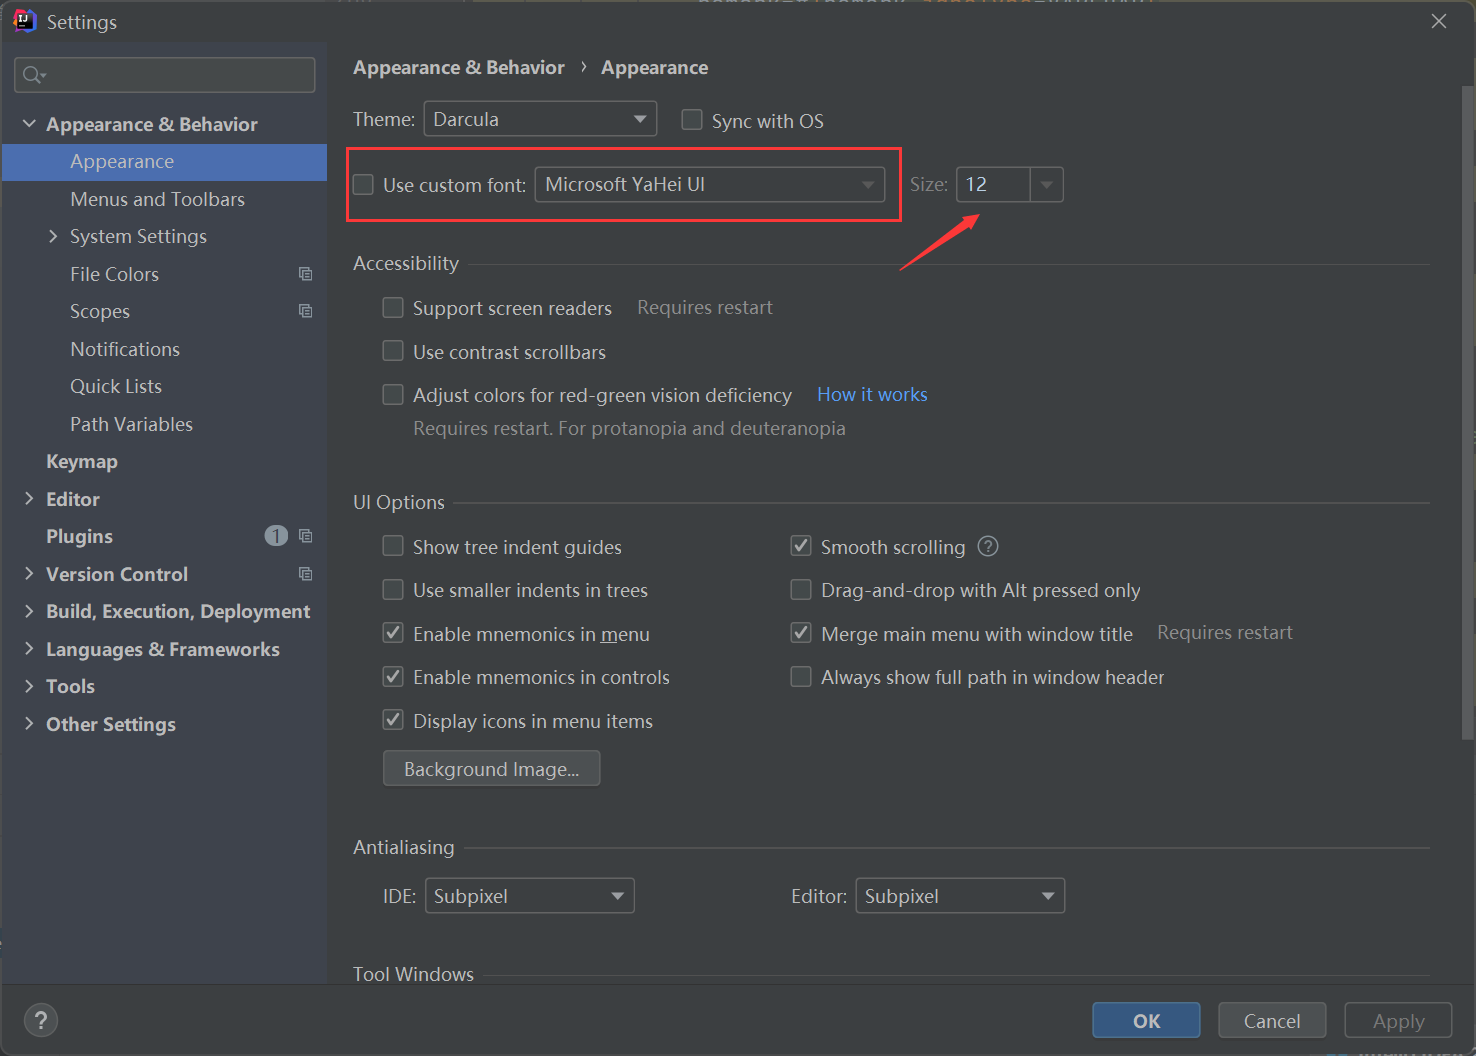 Settings
Appearance & Behavior
Appearance
Menus and Toolbars
System Settings
File Colors
Scopes
Notifications
Quick Lists
Path Variables
Keymap
Editor
Plugins 1
Version Control
Build, Execution, Deployment
Languages & Frameworks
Tools
Other Settings
Appearance & Behavior › Appearance
Theme: Darcula Sync with OS
Use custom font: Microsoft YaHei UI Size: 12
Accessibility
Support screen readers Requires restart
Use contrast scrollbars
Adjust colors for red-green vision deficiency How it works
Requires restart. For protanopia and deuteranopia
UI Options
Show tree indent guides Smooth scrolling ?
Use smaller indents in trees Drag-and-drop with Alt pressed only
Enable mnemonics in menu Merge main menu with window title Requires restart
Enable mnemonics in controls Always show full path in window header
Display icons in menu items
Background Image...
Antialiasing
IDE: Subpixel Editor: Subpixel
Tool Windows
? OK Cancel Apply